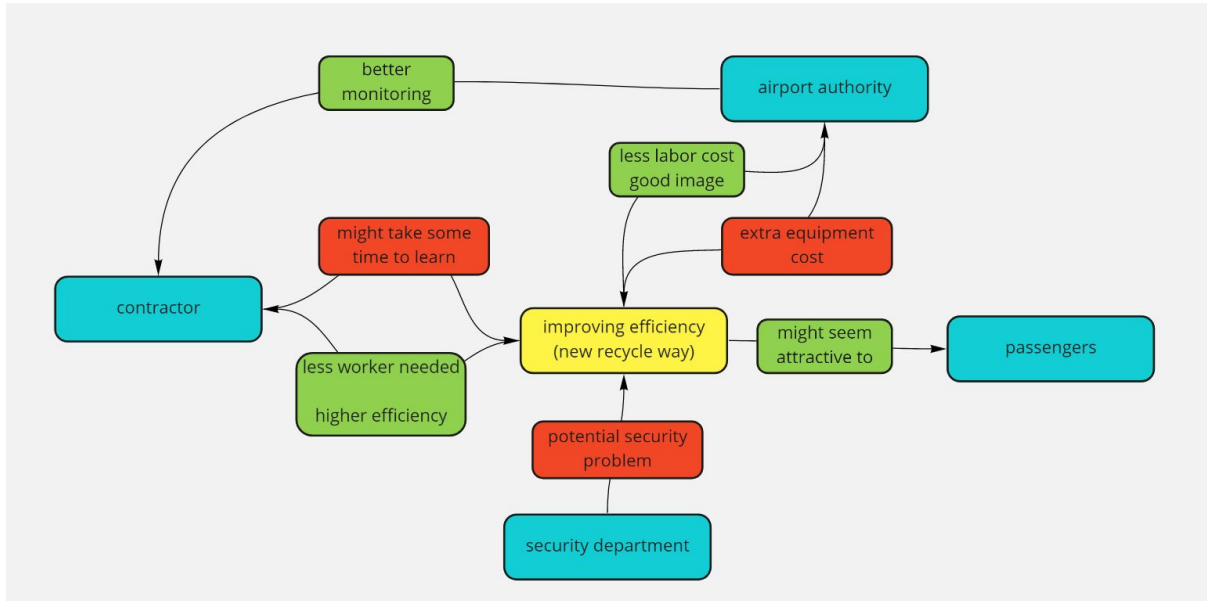 better
monitoring
airport authority
less labor cost
good image
might take some
time to learn
extra equipment
cost
contractor
improving efficiency
(new recycle way)
might seem
attractive to
passengers
less worker needed
higher efficiency
potential security
problem
security department